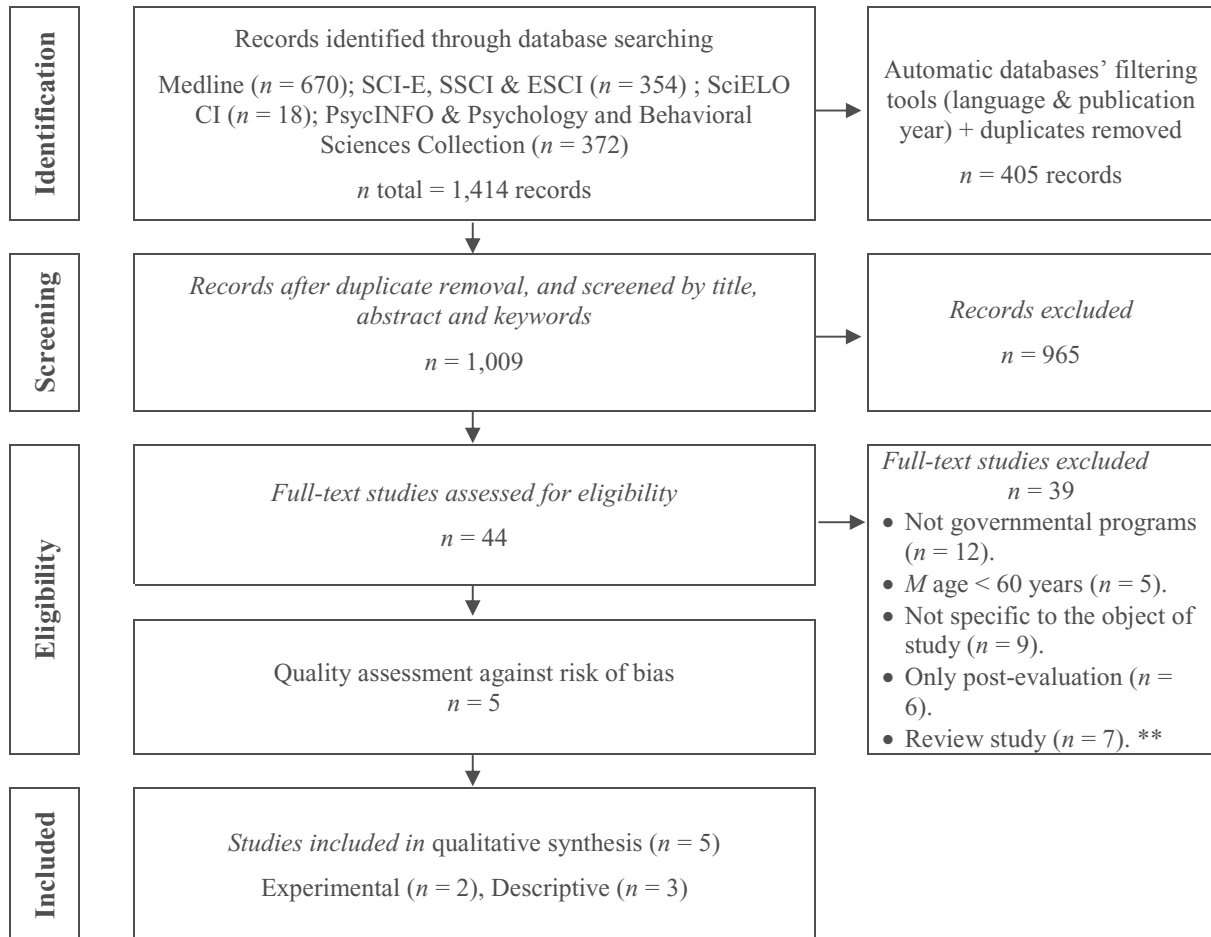 Identification
Records identified through database searching
Medline (n = 670); SCI-E, SSCI & ESCI (n = 354) ; SciELO
CI (n = 18); PsycINFO & Psychology and Behavioral
Sciences Collection (n = 372)
n total = 1,414 records
Automatic databases’ filtering
tools (language & publication
year) + duplicates removed
n = 405 records
Screening
Records after duplicate removal, and screened by title,
abstract and keywords
n = 1,009
Records excluded
n = 965
Eligibility
Full-text studies assessed for eligibility
n = 44
Full-text studies excluded
n = 39
• Not governmental programs
(n = 12).
• M age < 60 years (n = 5).
• Not specific to the object of
study (n = 9).
• Only post-evaluation (n =
6).
• Review study (n = 7). **
Quality assessment against risk of bias
n = 5
Included
Studies included in qualitative synthesis (n = 5)
Experimental (n = 2), Descriptive (n = 3)